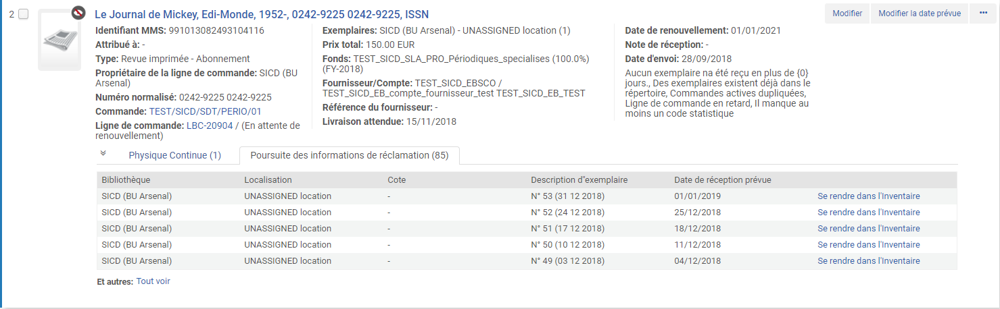 2
Le Journal de Mickey, Edi-Monde, 1952-, 0242-9225 0242-9225, ISSN
Modifier
Modifier la date prévue
•••
Identifiant MMS: 991013082493104116
Attribué à: -
Type: Revue imprimée - Abonnement
Propriétaire de la ligne de commande: SICD (BU
Arsenal)
Numéro normalisé: 0242-9225 0242-9225
Commande: TEST/SICD/SDT/PERIO/01
Ligne de commande: LBC-20904 / (En attente de
renouvellement)
Exemplaires: SICD (BU Arsenal) - UNASSIGNED location (1)
Prix total: 150.00 EUR
Fonds: TEST_SICD_SLA_PRO_Périodiques_specialises (100.0%)
(FY-2018)
Fournisseur/Compte: TEST_SICD_EBSCO /
TEST_SICD_EB_compte_fournisseur_test TEST_SICD_EB_TEST
Référence du fournisseur: -
Livraison attendue: 15/11/2018
Date de renouvellement: 01/01/2021
Note de réception: -
Date d'envoi: 28/09/2018
Aucun exemplaire na été reçu en plus de {0}
jours., Des exemplaires existent déjà dans le
répertoire, Commandes actives dupliquées,
Ligne de commande en retard, Il manque au
moins un code statistique
Physique Continue (1)
Poursuite des informations de réclamation (85)
Bibliothèque Localisation Cote Description d"exemplaire Date de réception prévue
SICD (BU Arsenal) UNASSIGNED location - N° 53 (31 12 2018) 01/01/2019 Se rendre dans l'Inventaire
SICD (BU Arsenal) UNASSIGNED location - N° 52 (24 12 2018) 25/12/2018 Se rendre dans l'Inventaire
SICD (BU Arsenal) UNASSIGNED location - N° 51 (17 12 2018) 18/12/2018 Se rendre dans l'Inventaire
SICD (BU Arsenal) UNASSIGNED location - N° 50 (10 12 2018) 11/12/2018 Se rendre dans l'Inventaire
SICD (BU Arsenal) UNASSIGNED location - N° 49 (03 12 2018) 04/12/2018 Se rendre dans l'Inventaire
Et autres: Tout voir